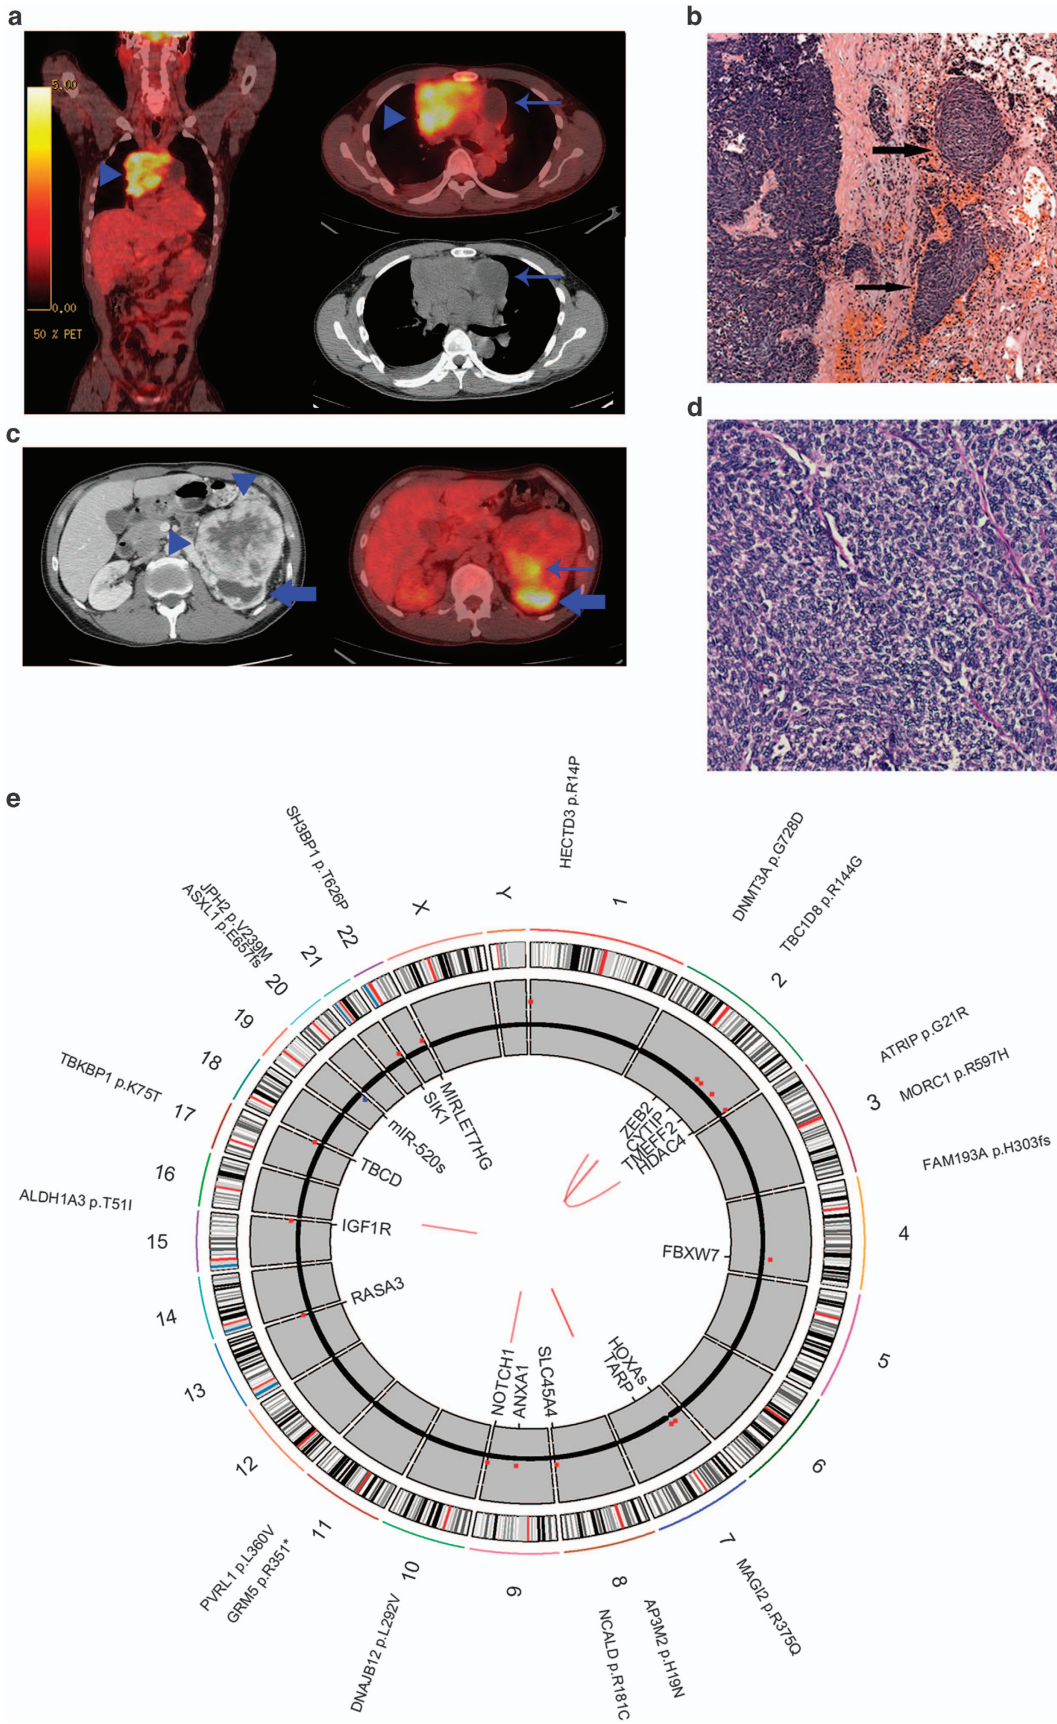 a
5.00
0.00
50 % PET
b
c
d
e
HECTD3 p.R14P
DNMT3A p.G728D
TBC1D8 p.R144G
ATRIP p.G21R
MORC1 p.R597H
FAM193A p.H303fs
MAGI2 p.R375Q
AP3M2 p.H19N
NCALD p.R181C
DNAJB12 p.L292V
GRM5 p.R351*
PVRL1 p.L360V
ALDH1A3 p.T51I
TBKBP1 p.K75T
ASXL1 p.E657fs
JPH2 p.V239M
SH3BP1 p.T626P
1
2
3
4
5
6
7
8
9
10
11
12
13
14
15
16
17
18
19
20
21
22
X
Y
ZEB2
CYTIP
TMEFF2
HDAC4
FBXW7
HOXAs
TARP
SLC45A4
ANXA1
NOTCH1
RASA3
IGF1R
TBCD
mIR-520s
SIK1
MIRLET7HG